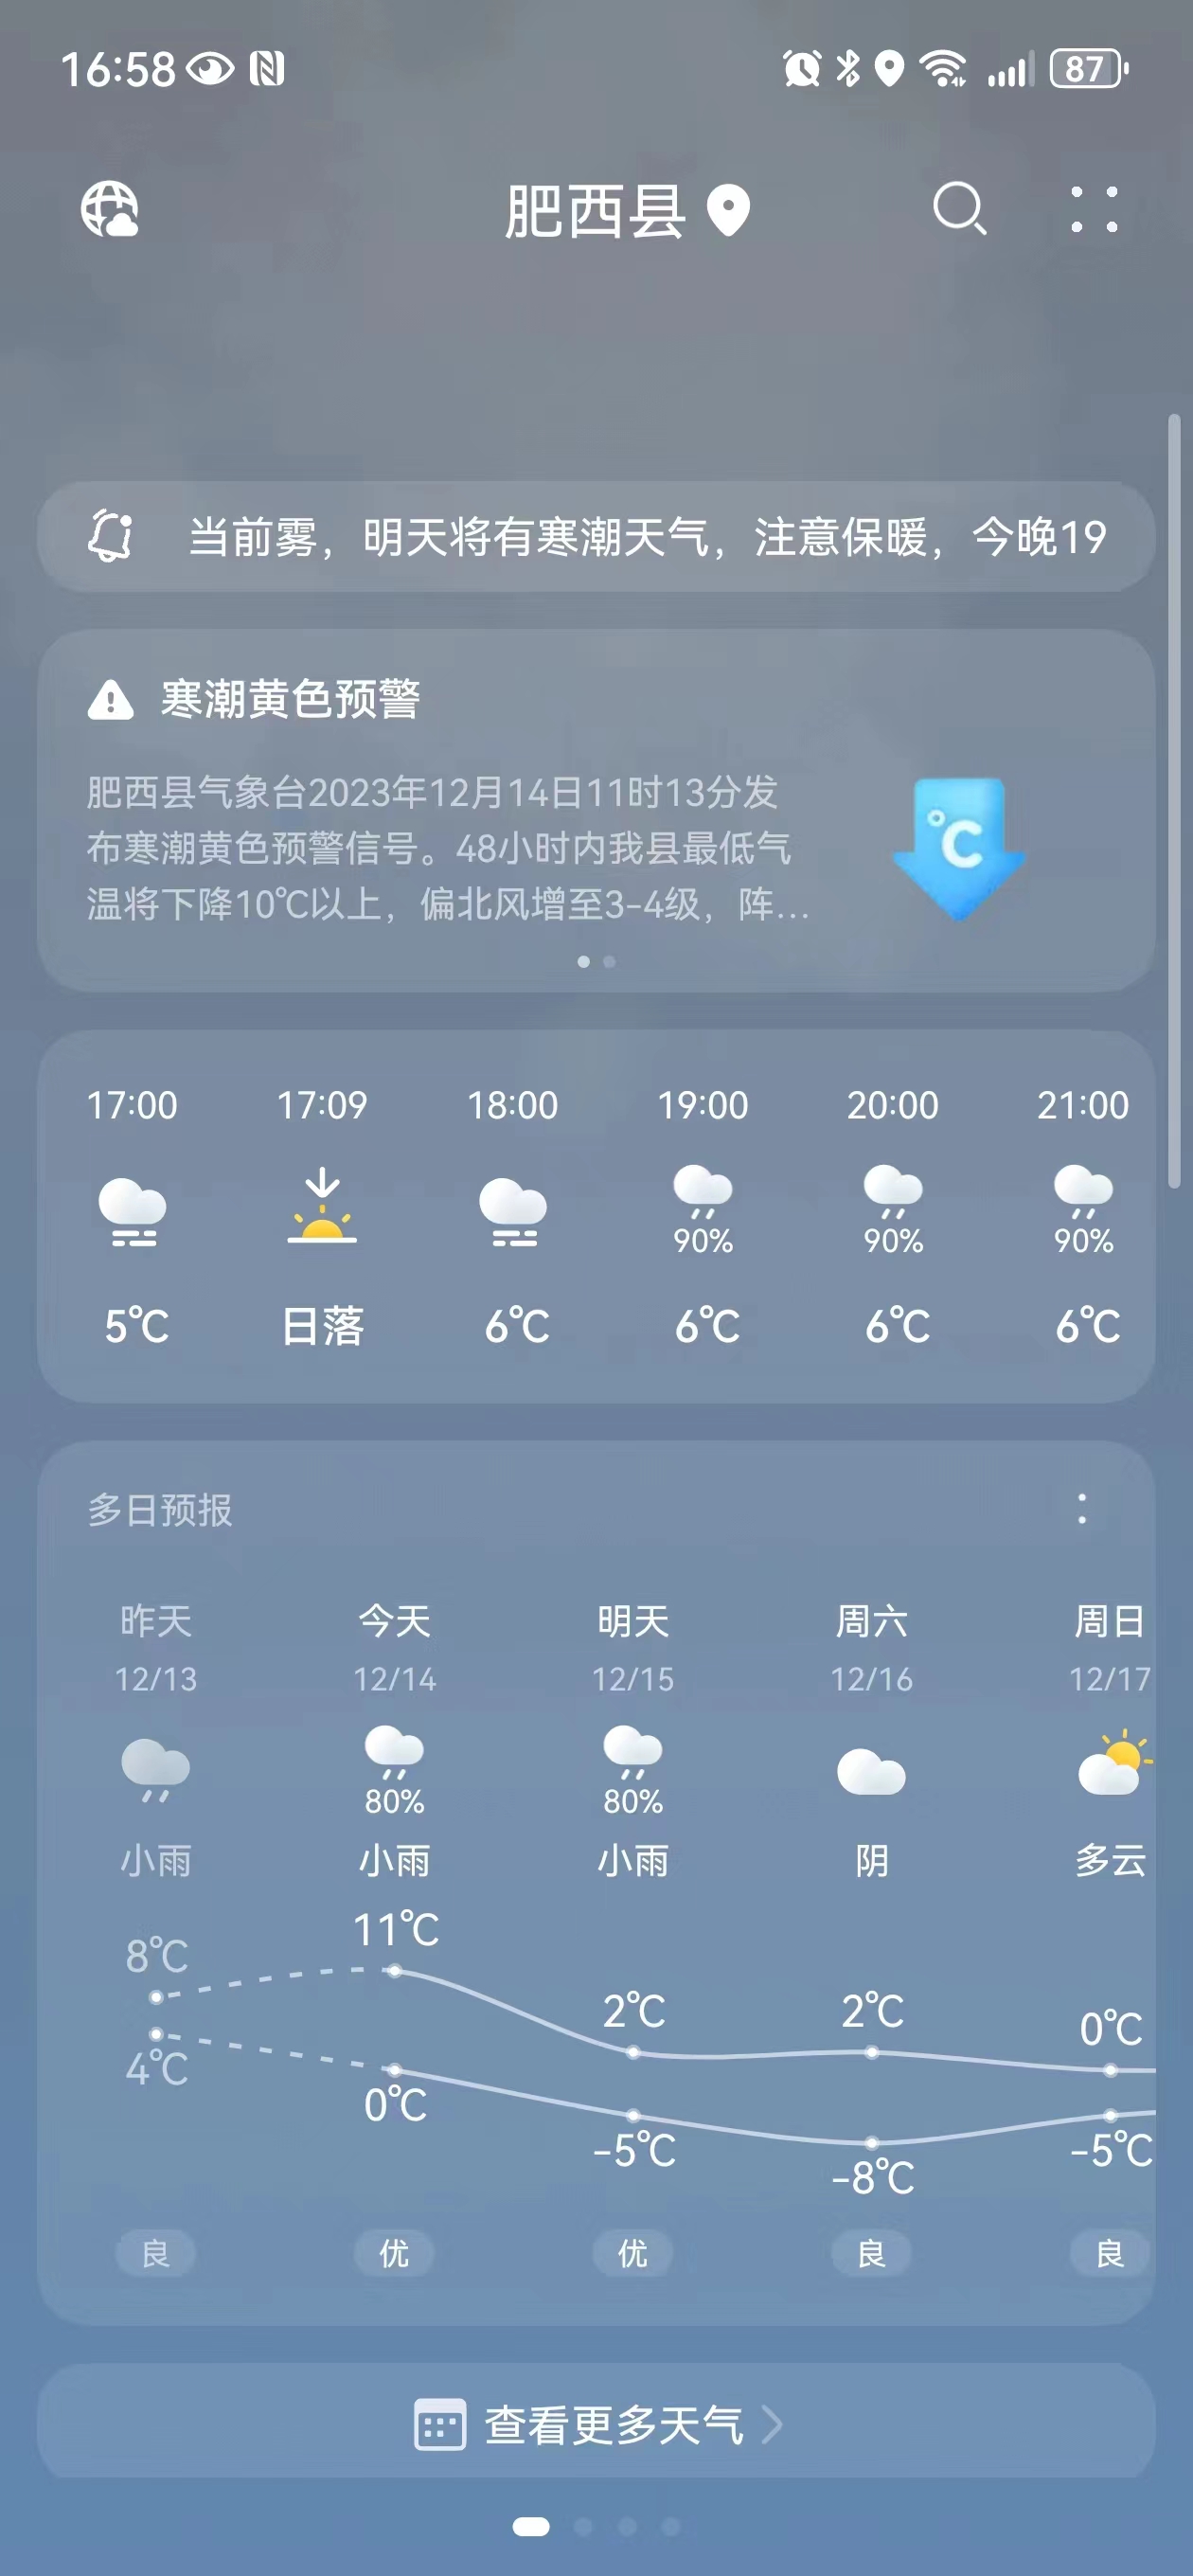 16:58
87
肥西县
当前雾，明天将有寒潮天气，注意保暖，今晚19
寒潮黄色预警
肥西县气象台2023年12月14日11时13分发
布寒潮黄色预警信号。48小时内我县最低气
温将下降10℃以上，偏北风增至3-4级，阵...
℃
17:00 17:09 18:00 19:00 20:00 21:00
90% 90% 90%
5℃ 日落 6℃ 6℃ 6℃ 6℃
多日预报
昨天 今天 明天 周六 周日
12/13 12/14 12/15 12/16 12/17
80% 80%
小雨 小雨 小雨 阴 多云
8℃ 11℃ 2℃ 2℃ 0℃
4℃ 0℃ -5℃ -8℃ -5℃
良 优 优 良 良
查看更多天气